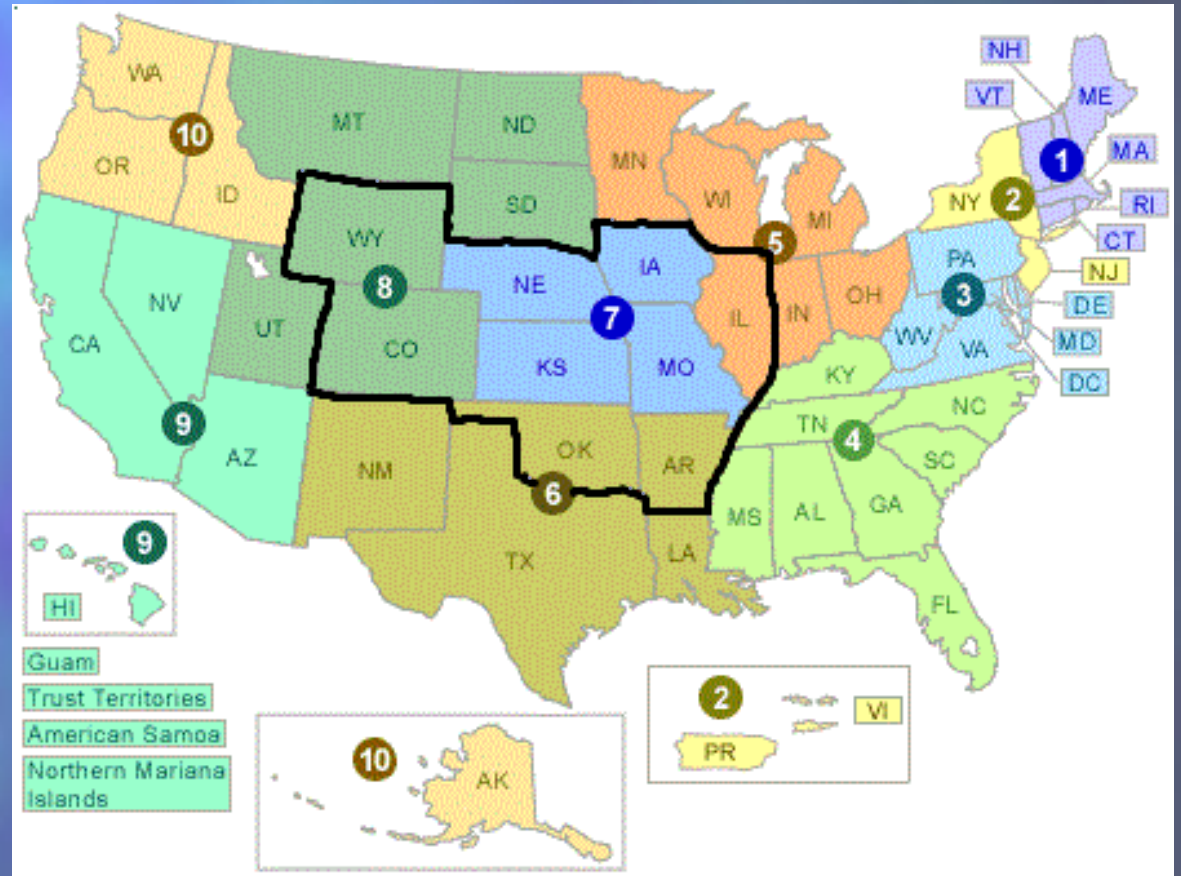 NH
WA
VT
ME
MT
ND
10
MN
MA
OR
1
ID
WI
SD
NY
2
RI
MI
WY
5
CT
IA
PA
NJ
8
NE
3
NV
7
IL
IN
OH
DE
UT
WV
MD
CA
CO
VA
KS
MO
KY
DC
NC
9
TN
4
AZ
OK
SC
NM
AR
6
GA
MS
AL
9
TX
LA
HI
FL
Guam
Trust Territories
2
VI
American Samoa
PR
10
Northern Mariana
AK
Islands